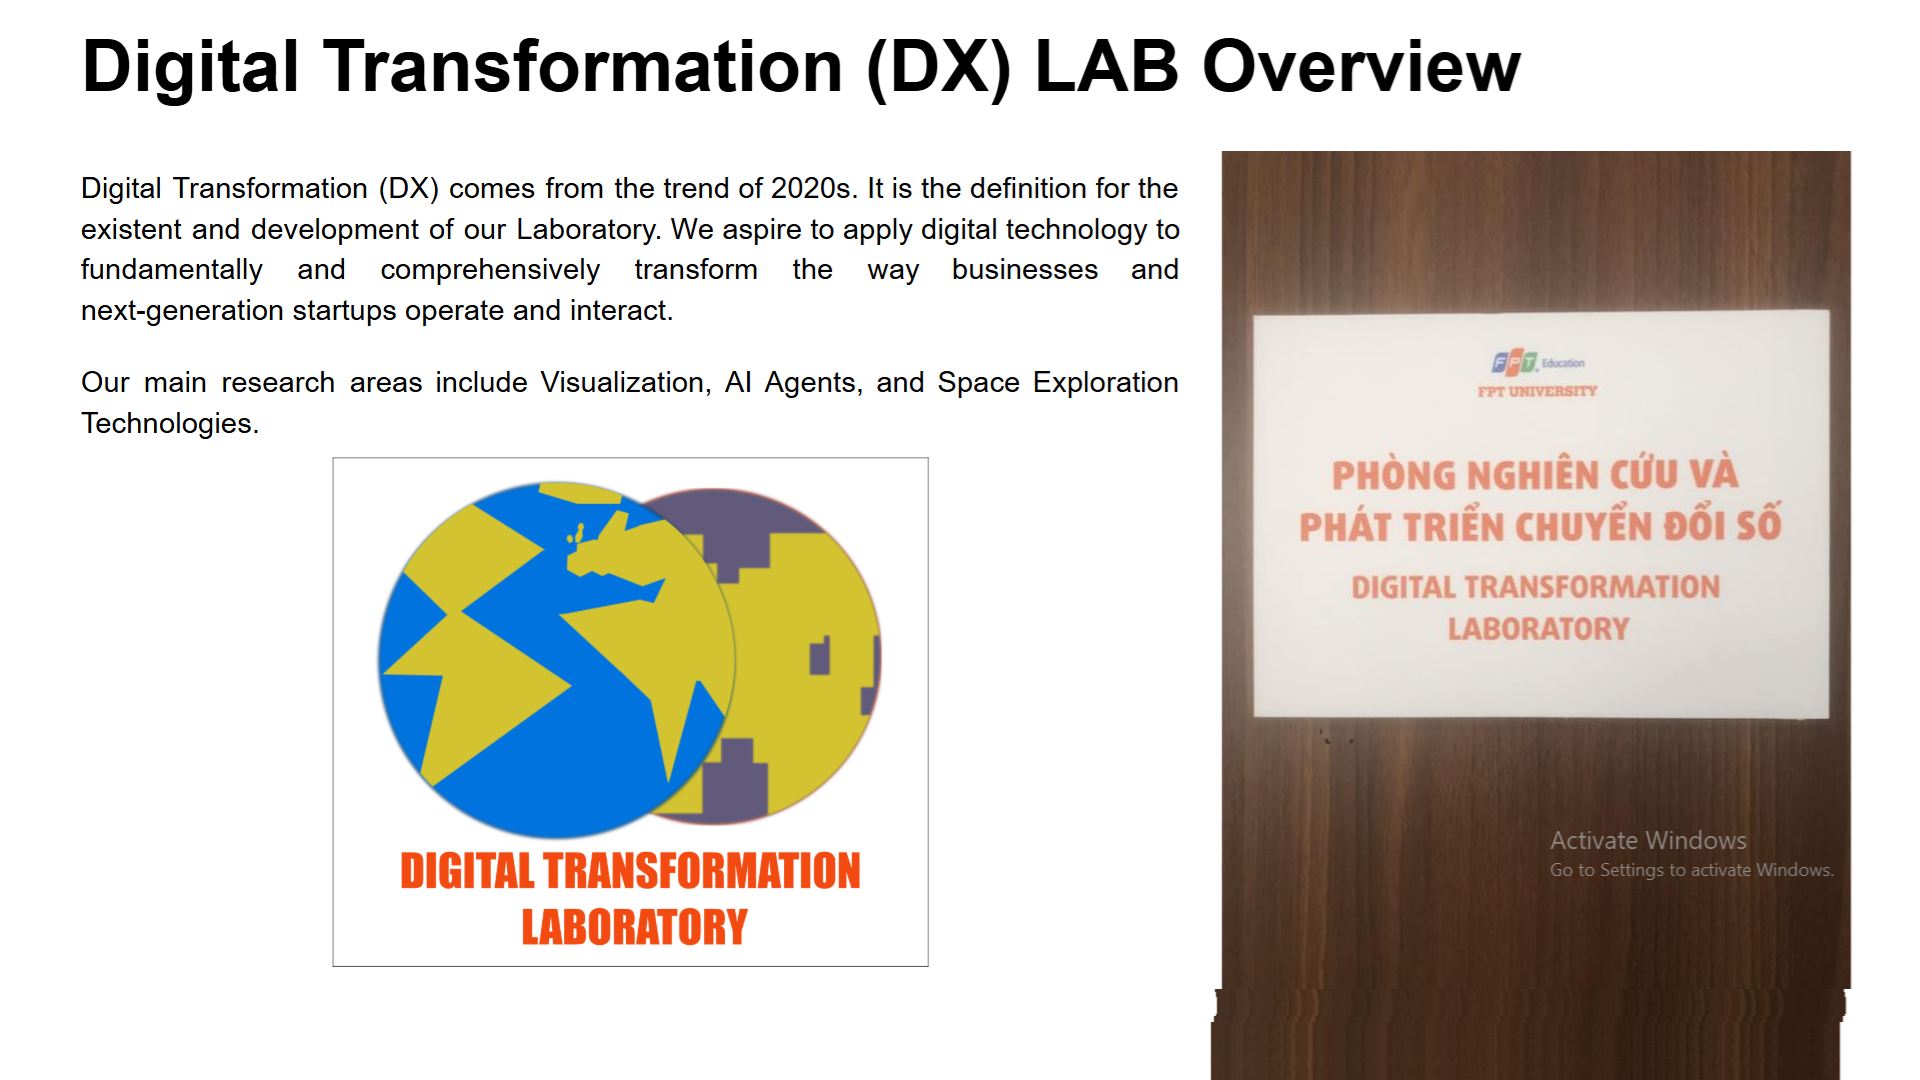 Digital Transformation (DX) LAB Overview
Digital Transformation (DX) comes from the trend of 2020s. It is the definition for the
existent and development of our Laboratory. We aspire to apply digital technology to
fundamentally and comprehensively transform the way businesses and
next-generation startups operate and interact.
Our main research areas include Visualization, AI Agents, and Space Exploration
Technologies.
DIGITAL TRANSFORMATION
LABORATORY
FPT Education
FPT UNIVERSITY
PHÒNG NGHIÊN CỨU VÀ
PHÁT TRIỂN CHUYỂN ĐỔI SỐ
DIGITAL TRANSFORMATION
LABORATORY
Activate Windows
Go to Settings to activate Windows.